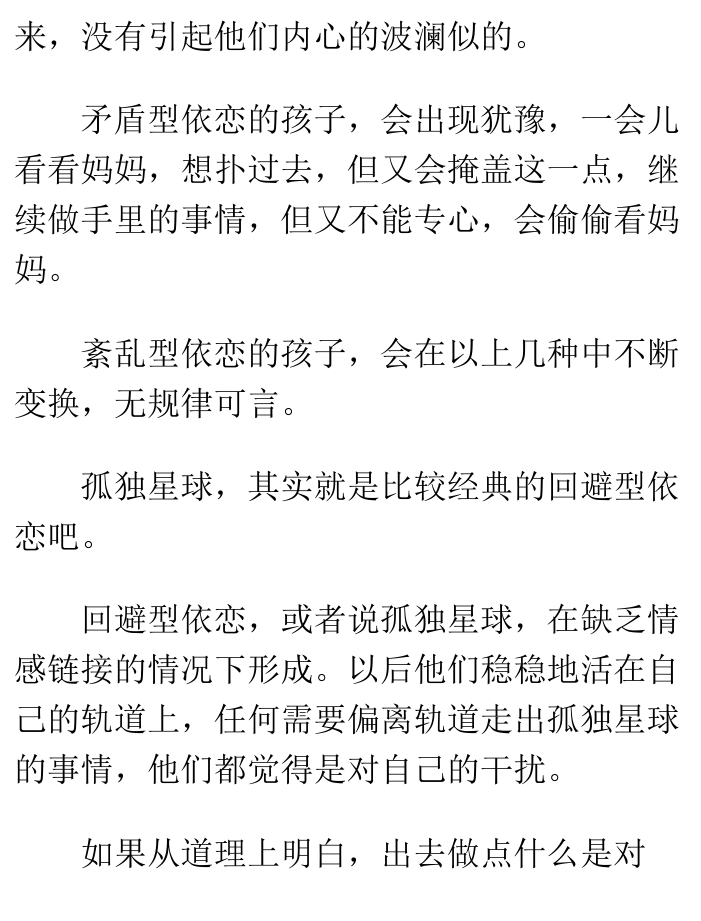 来，没有引起他们内心的波澜似的。
矛盾型依恋的孩子，会出现犹豫，一会儿
看看妈妈，想扑过去，但又会掩盖这一点，继
续做手里的事情，但又不能专心，会偷偷看妈
妈。
紊乱型依恋的孩子，会在以上几种中不断
变换，无规律可言。
孤独星球，其实就是比较经典的回避型依
恋吧。
回避型依恋，或者说孤独星球，在缺乏情
感链接的情况下形成。以后他们稳稳地活在自
己的轨道上，任何需要偏离轨道走出孤独星球
的事情，他们都觉得是对自己的干扰。
如果从道理上明白，出去做点什么是对